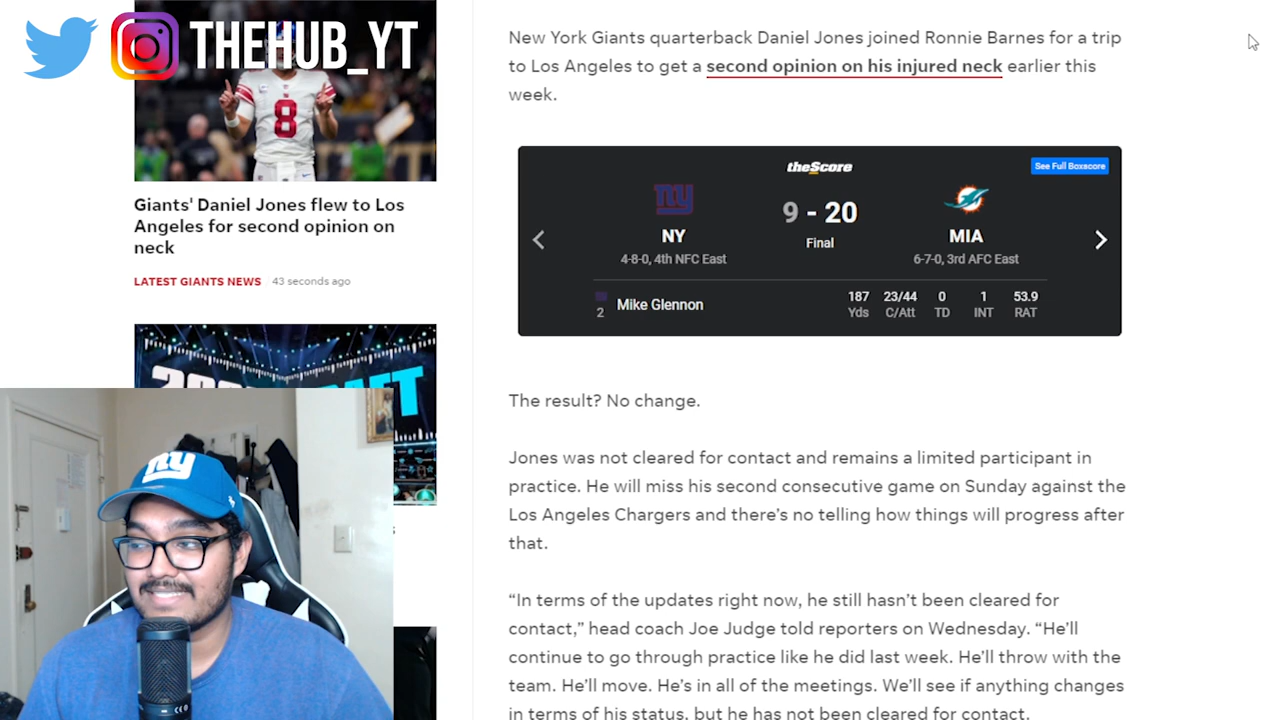 THEHUB_YT
8
Giants' Daniel Jones flew to Los
Angeles for second opinion on
neck
LATEST GIANTS NEWS 43 seconds ago
New York Giants quarterback Daniel Jones joined Ronnie Barnes for a trip
to Los Angeles to get a second opinion on his injured neck earlier this
week.
theScore
See Full Boxscore
ny
9 - 20
NY
Final
MIA
4-8-0, 4th NFC East
6-7-0, 3rd AFC East
2 Mike Glennon
187 23/44 0 1 53.9
Yds C/Att TD INT RAT
The result? No change.
Jones was not cleared for contact and remains a limited participant in
practice. He will miss his second consecutive game on Sunday against the
Los Angeles Chargers and there’s no telling how things will progress after
that.
“In terms of the updates right now, he still hasn’t been cleared for
contact,” head coach Joe Judge told reporters on Wednesday. “He’ll
continue to go through practice like he did last week. He’ll throw with the
team. He’ll move. He’s in all of the meetings. We’ll see if anything changes
in terms of his status, but he has not been cleared for contact.
ny